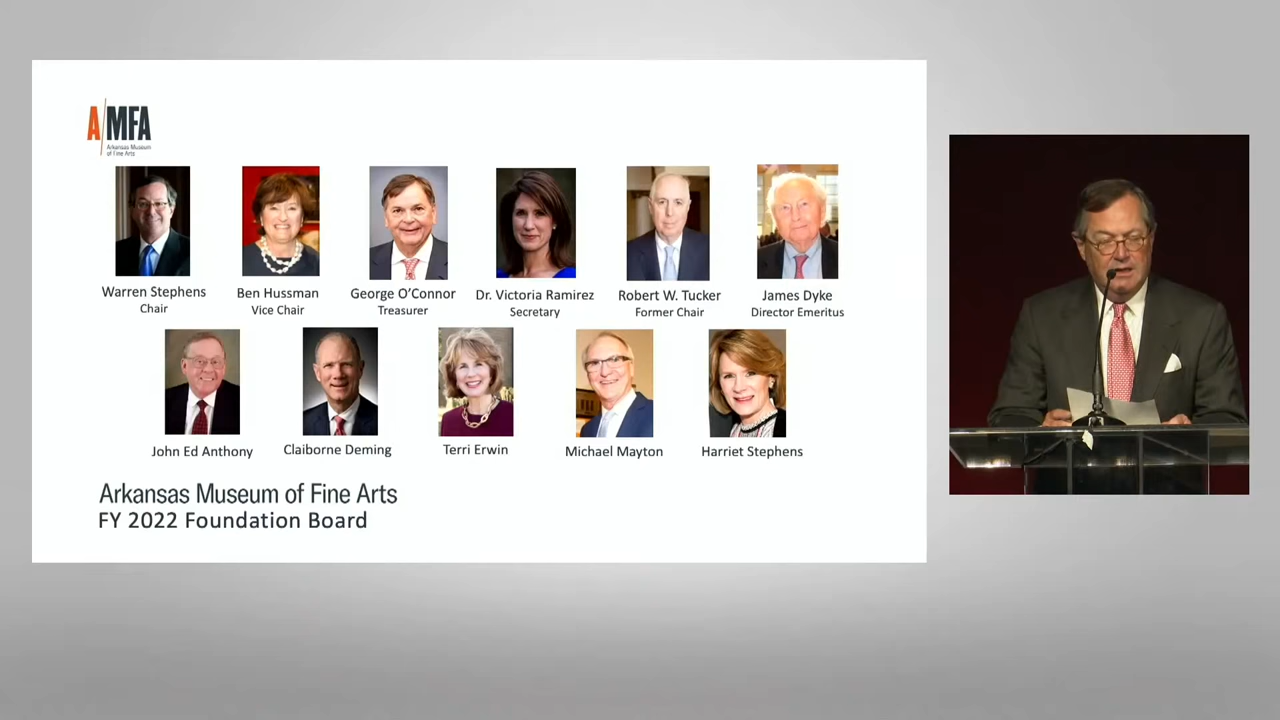 A/MFA
Arkansas Museum
of Fine Arts
Warren Stephens
Chair
Ben Hussman
Vice Chair
George O’Connor
Treasurer
Dr. Victoria Ramirez
Secretary
Robert W. Tucker
Former Chair
James Dyke
Director Emeritus
John Ed Anthony
Claiborne Deming
Terri Erwin
Michael Mayton
Harriet Stephens
Arkansas Museum of Fine Arts
FY 2022 Foundation Board